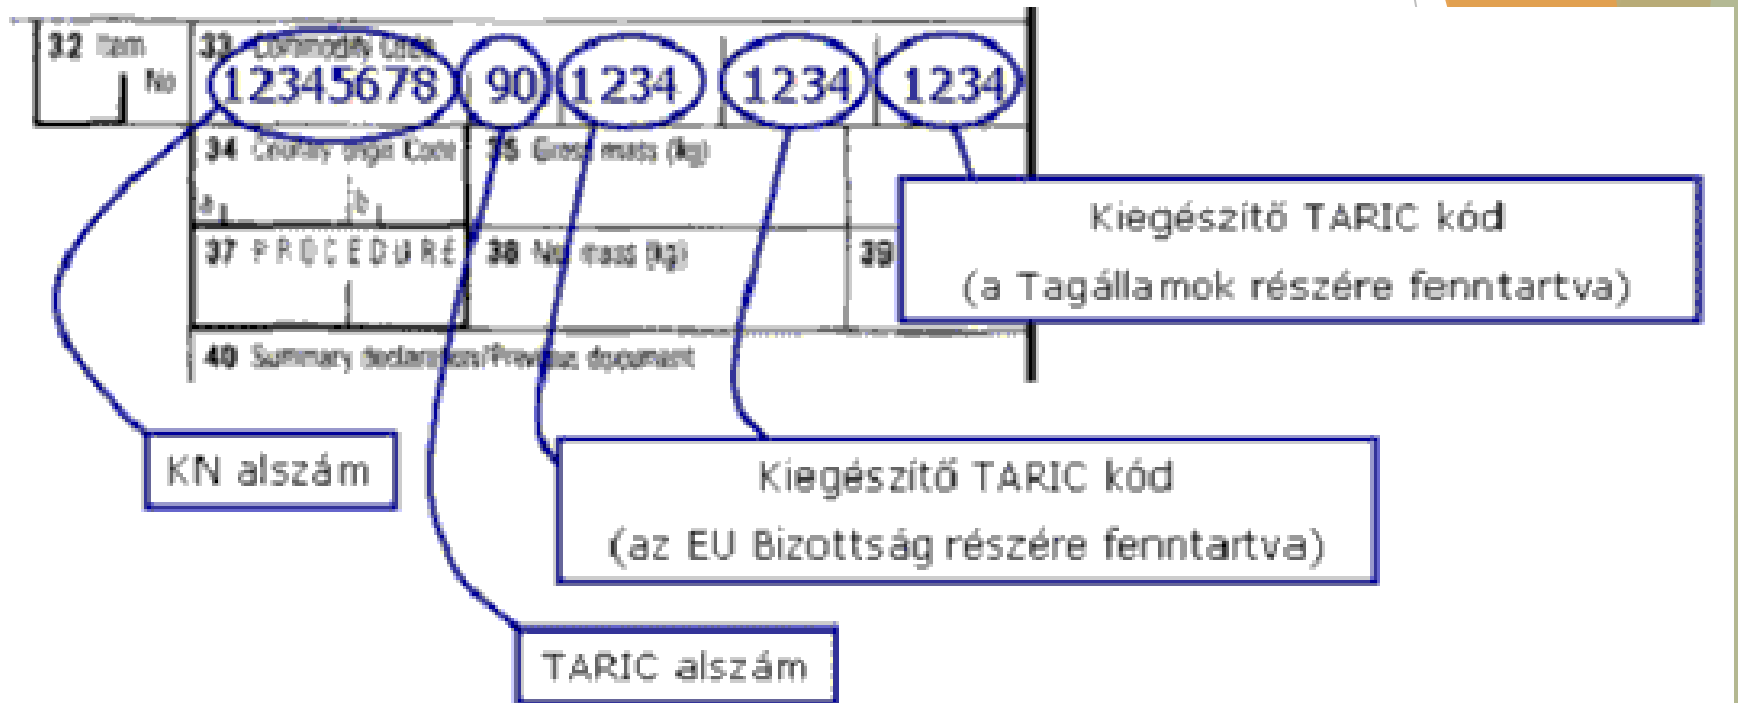 32 Item
No
33 Commodity Code
12345678 90 1234 1234 1234
34 Country origin Code
a
b
35 Gross mass (kg)
37 PROCEDURE
38 Net mass (kg)
39
40 Summary declaration/Previous document
Kiegészítő TARIC kód
(a Tagállamok részére fenntartva)
KN alszám
Kiegészítő TARIC kód
(az EU Bizottság részére fenntartva)
TARIC alszám